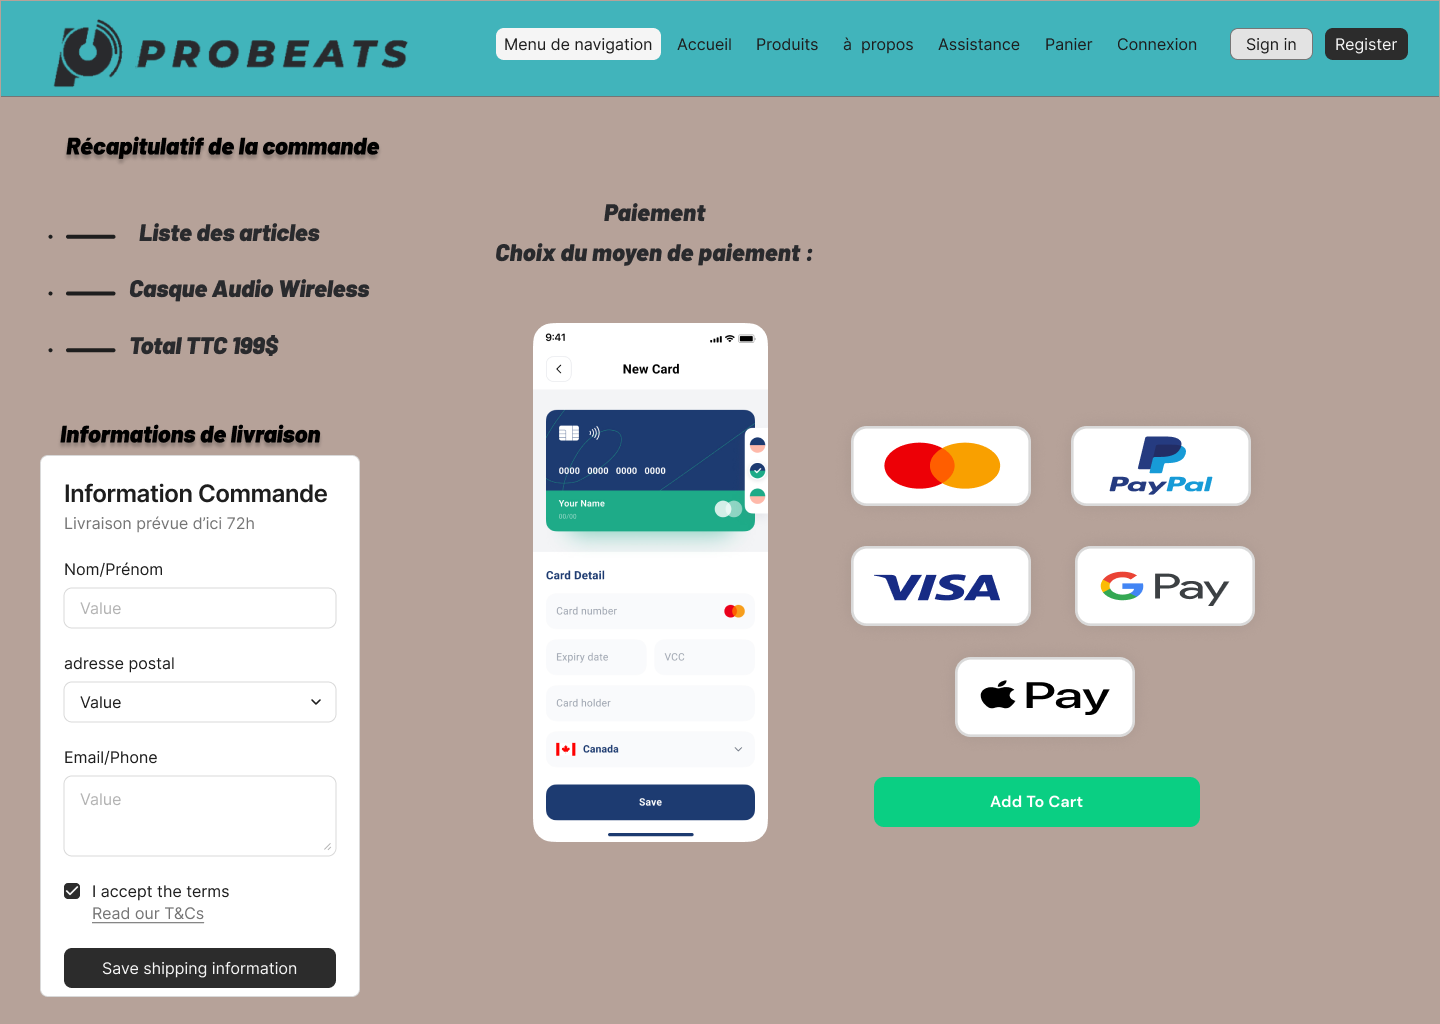 PROBEATS
Menu de navigation Accueil Produits à propos Assistance Panier Connexion Sign in Register
Récapitulatif de la commande
Liste des articles
Casque Audio Wireless
Total TTC 199$
Informations de livraison
Information Commande
Livraison prévue d’ici 72h
Nom/Prénom
Value
adresse postal
Value
Email/Phone
Value
I accept the terms
Read our T&Cs
Save shipping information
Paiement
Choix du moyen de paiement :
9:41
New Card
0000 0000 0000 0000
Your Name
00/00
Card Detail
Card number
Expiry date VCC
Card holder
Canada
Save
PayPal
VISA
G Pay
Pay
Add To Cart